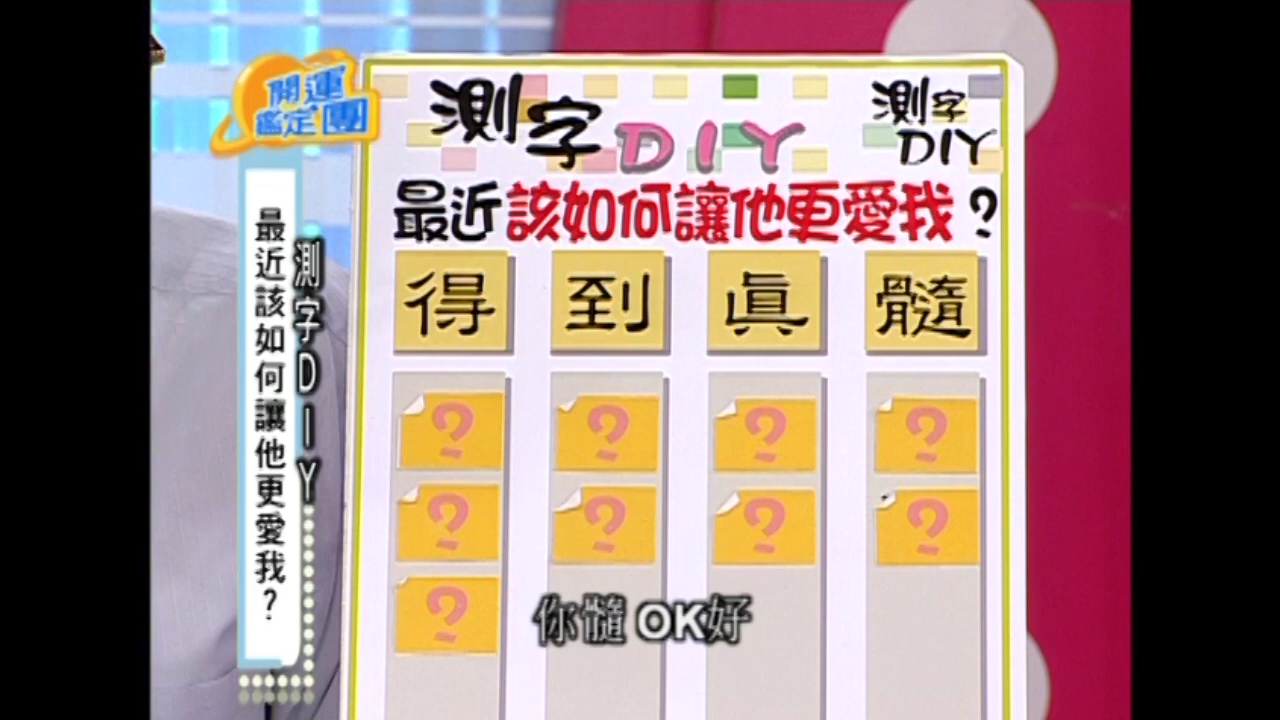 開運
鑑定團
測字DIY
測字
DIY
最近該如何讓他更愛我？
得 到 真 髓
? ? ? ?
? ? ? ?
?
測字DIY
最近該如何讓他更愛我？
你髓 OK好